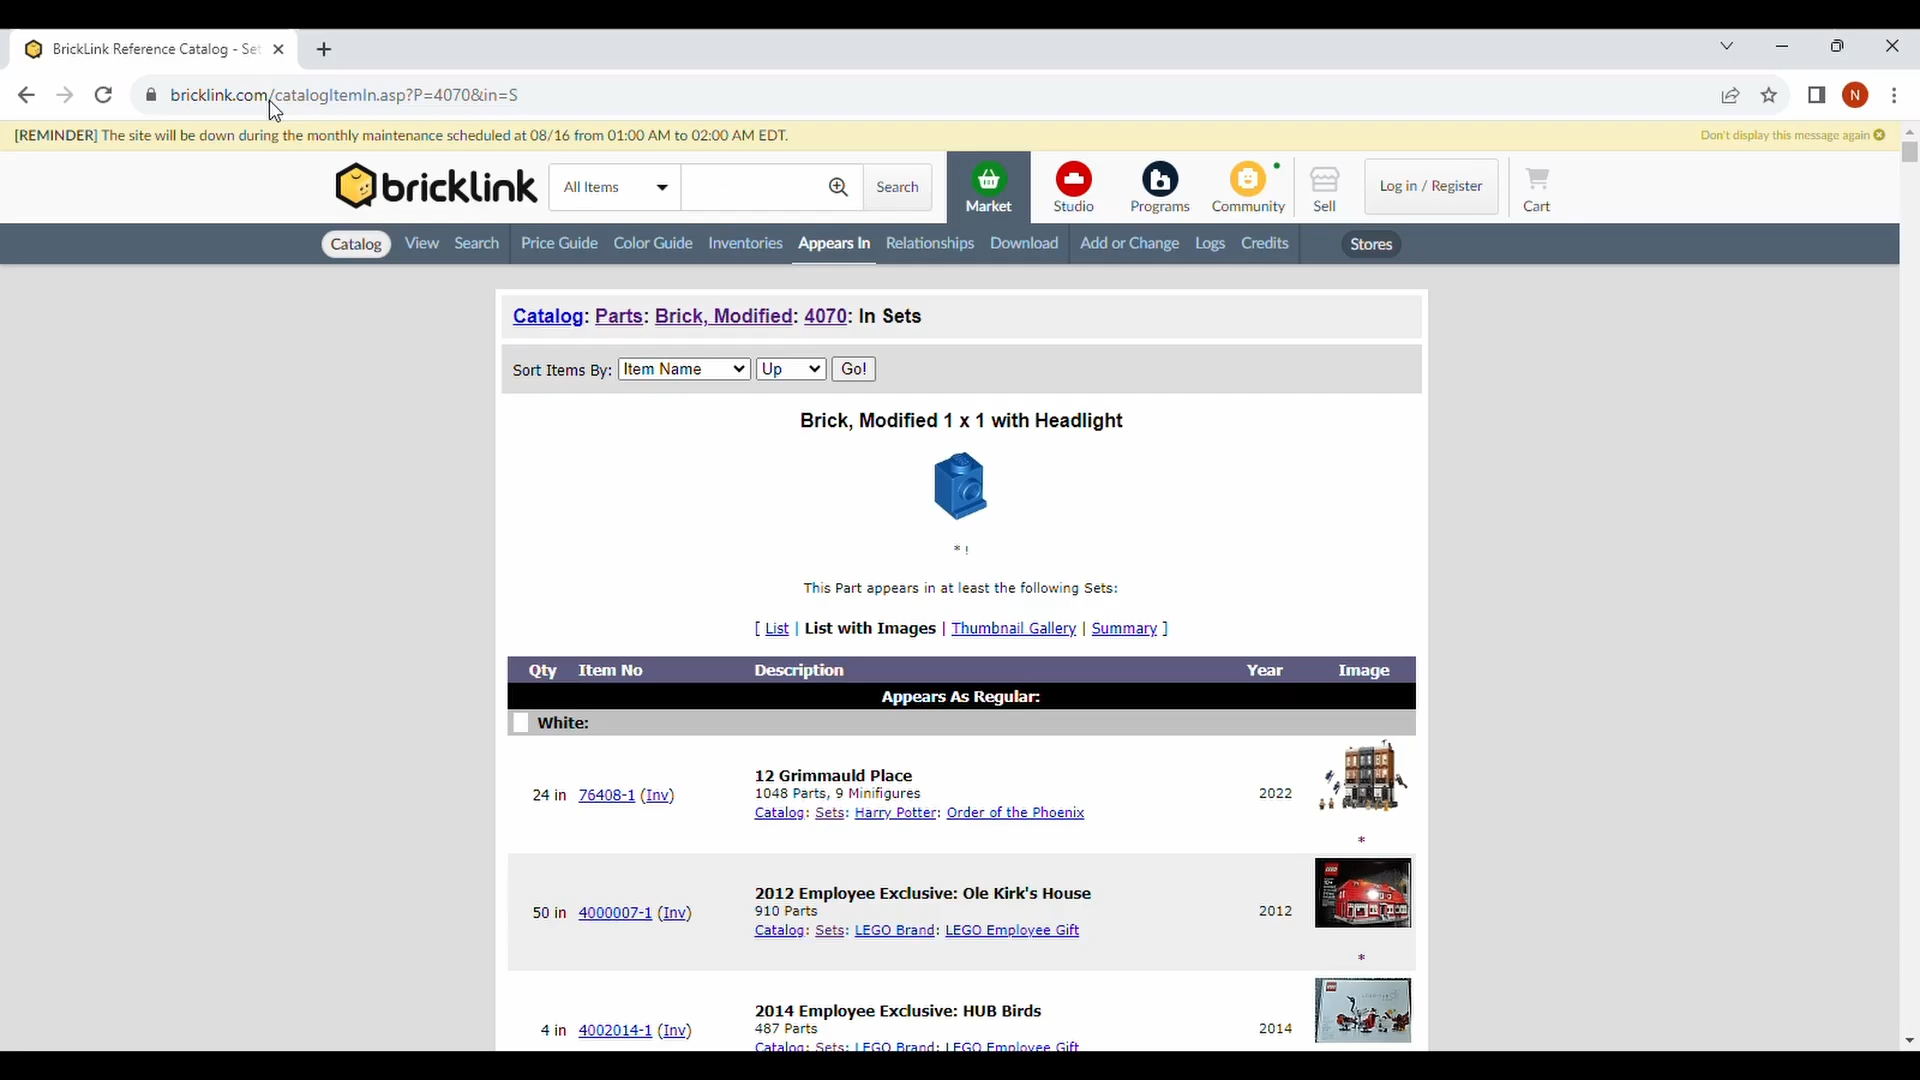 BrickLink Reference Catalog - Set
bricklink.com/catalogItemIn.asp?P=4070&in=S
N
[REMINDER] The site will be down during the monthly maintenance scheduled at 08/16 from 01:00 AM to 02:00 AM EDT.
Don't display this message again
bricklink
All Items
Search
Market
Studio
Programs
Community
Sell
Log in / Register
Cart
Catalog View Search Price Guide Color Guide Inventories Appears In Relationships Download Add or Change Logs Credits Stores
Catalog: Parts: Brick, Modified: 4070: In Sets
Sort Items By: Item Name Up Go!
Brick, Modified 1 x 1 with Headlight
* !
This Part appears in at least the following Sets:
[ List | List with Images | Thumbnail Gallery | Summary ]
Qty Item No Description Year Image
Appears As Regular:
White:
12 Grimmauld Place
24 in 76408-1 (Inv) 1048 Parts, 9 Minifigures 2022
Catalog: Sets: Harry Potter: Order of the Phoenix
*
2012 Employee Exclusive: Ole Kirk's House
50 in 4000007-1 (Inv) 910 Parts 2012
Catalog: Sets: LEGO Brand: LEGO Employee Gift
*
2014 Employee Exclusive: HUB Birds
4 in 4002014-1 (Inv) 487 Parts 2014
Catalog: Sets: LEGO Brand: LEGO Employee Gift